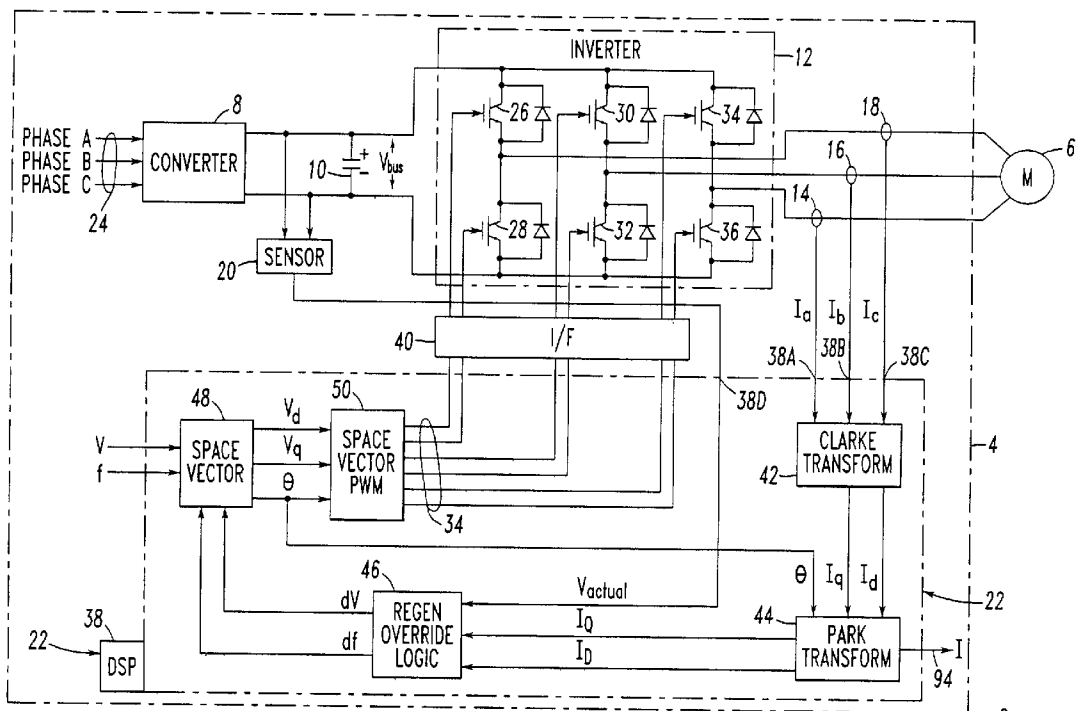 INVERTER
12
8
26
30
34
18
PHASE A
PHASE B
PHASE C
CONVERTER
10
+
-
Vbus
16
6
M
24
14
28
32
36
20
SENSOR
Ia
Ib
Ic
40
I/F
38A
38B
38C
38D
48
50
V
f
SPACE
VECTOR
Vd
Vq
θ
SPACE
VECTOR
PWM
34
CLARKE
TRANSFORM
42
4
46
dV
df
REGEN
OVERRIDE
LOGIC
Vactual
IQ
ID
θ
Iq
Id
22
44
PARK
TRANSFORM
I
94
38
22
DSP